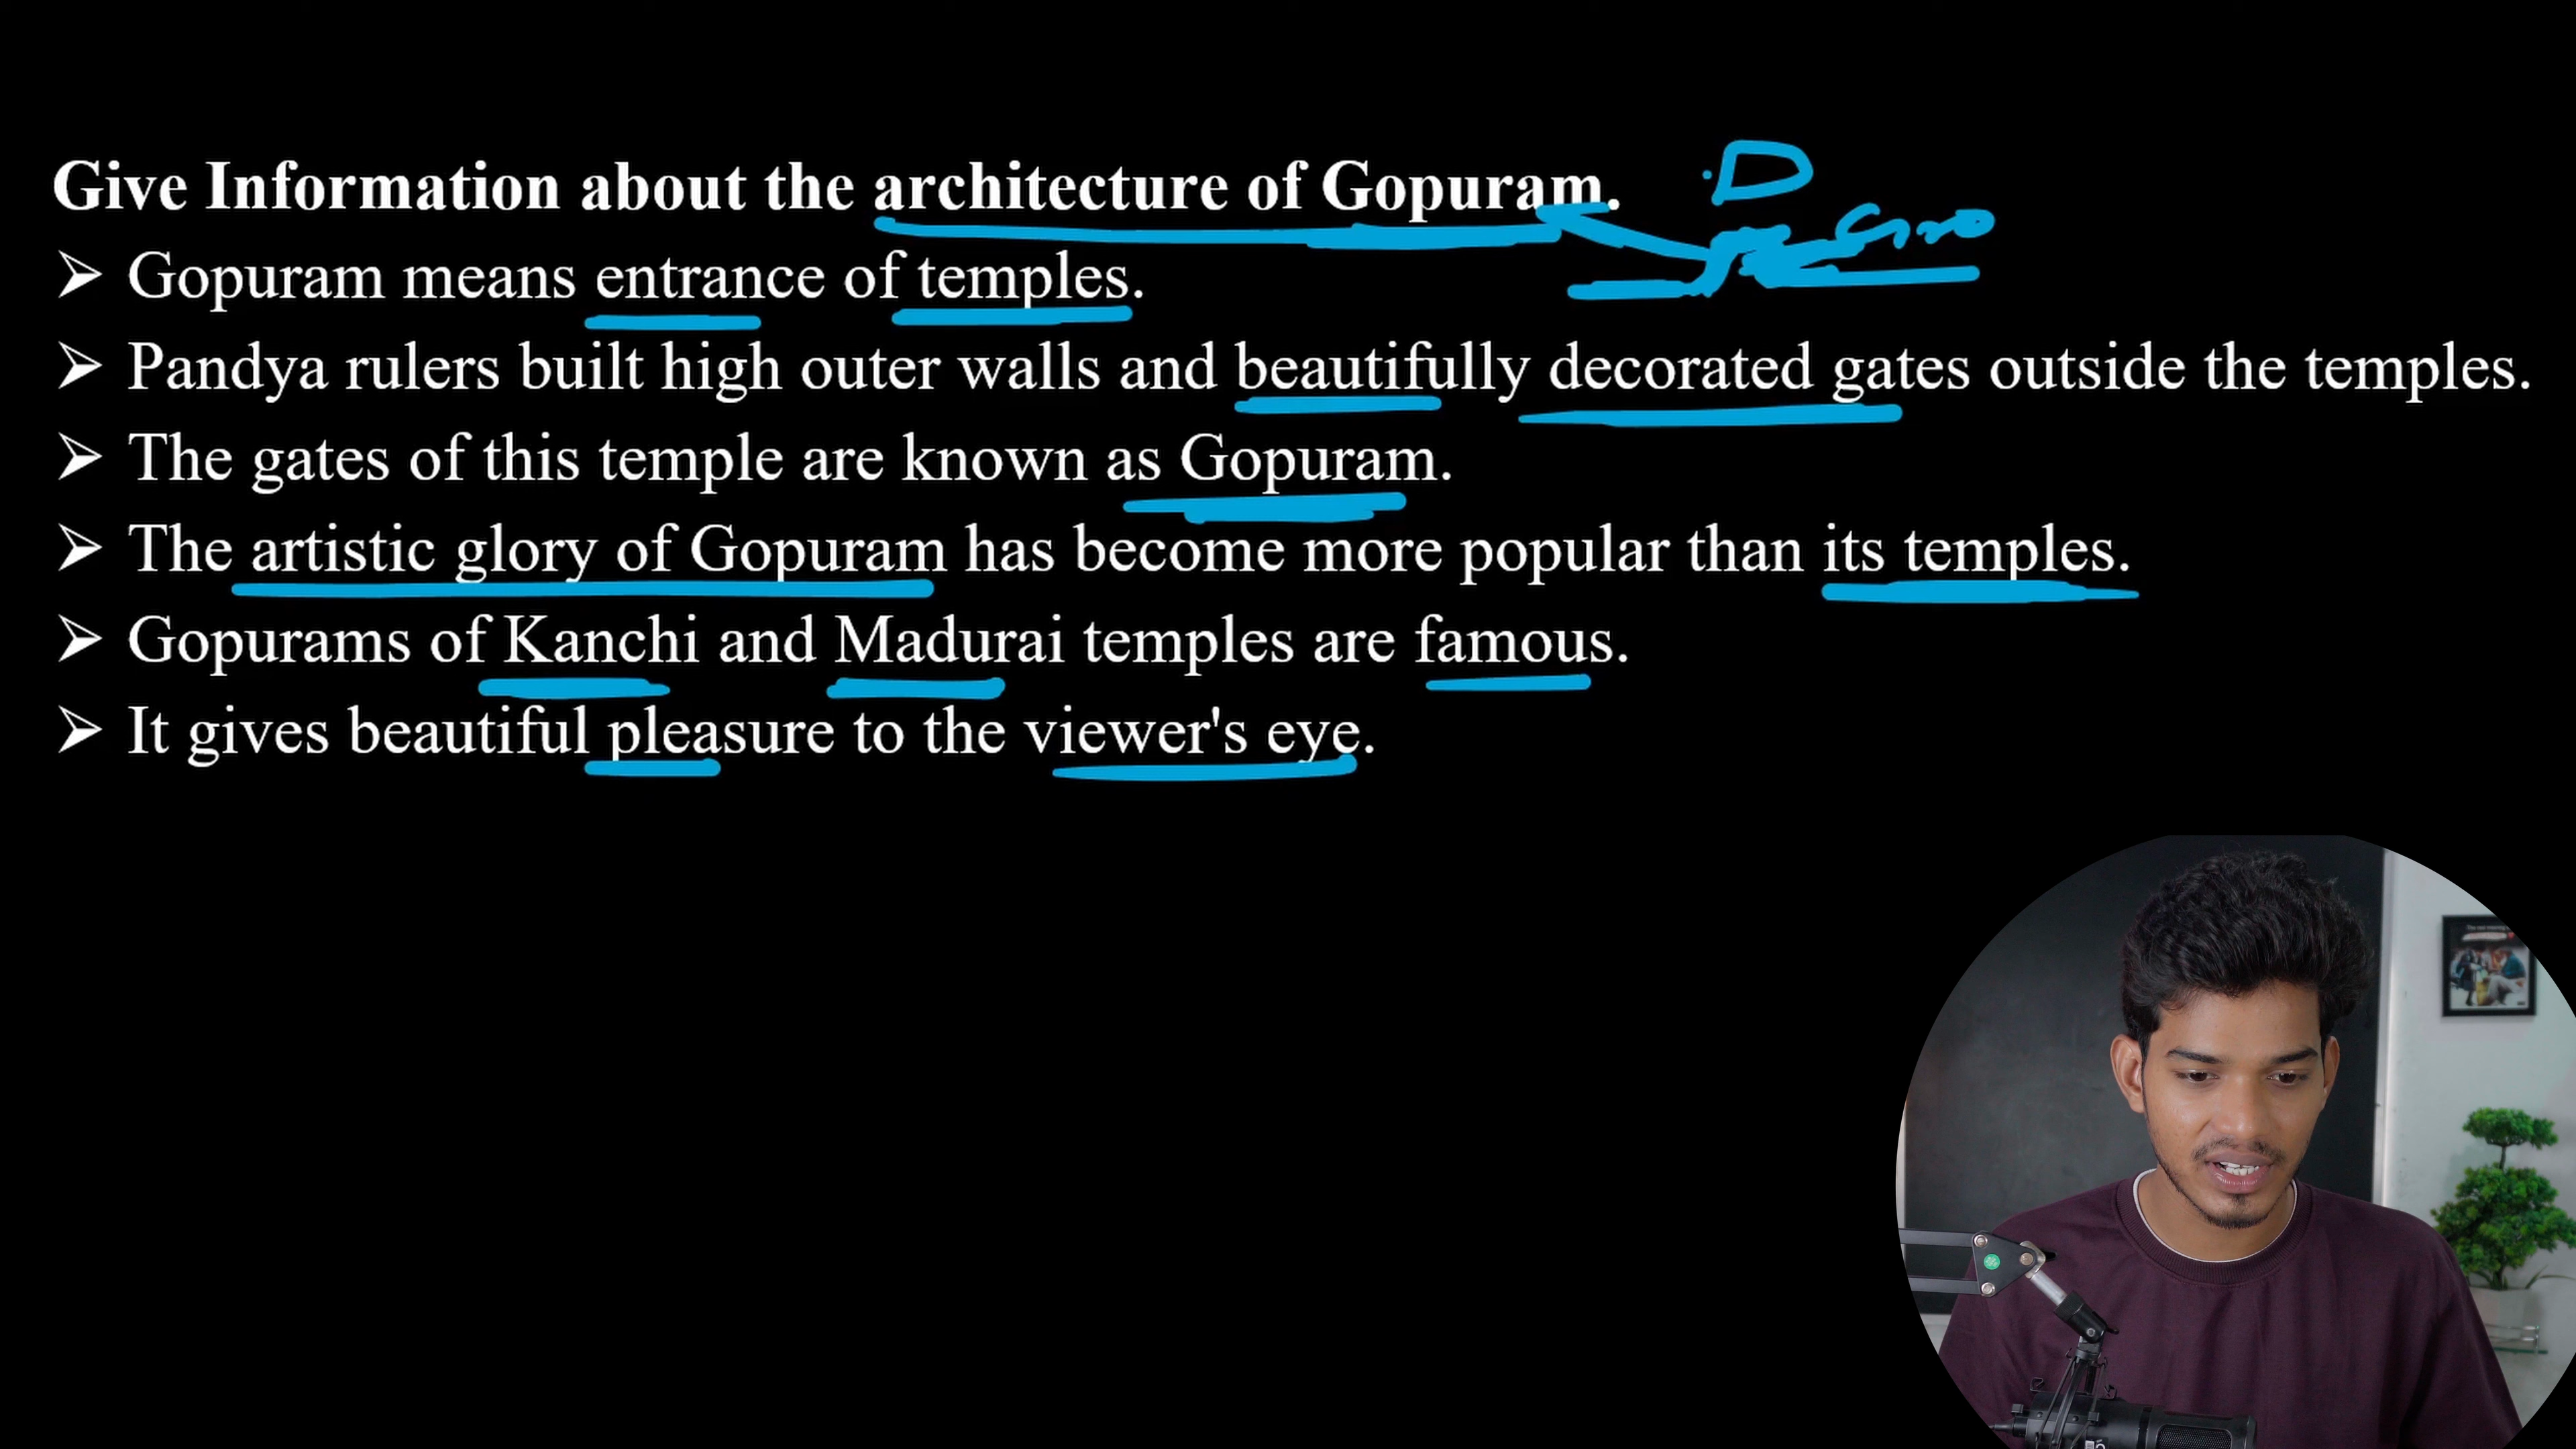 Give Information about the architecture of Gopuram.
➢ Gopuram means entrance of temples.
➢ Pandya rulers built high outer walls and beautifully decorated gates outside the temples.
➢ The gates of this temple are known as Gopuram.
➢ The artistic glory of Gopuram has become more popular than its temples.
➢ Gopurams of Kanchi and Madurai temples are famous.
➢ It gives beautiful pleasure to the viewer's eye.